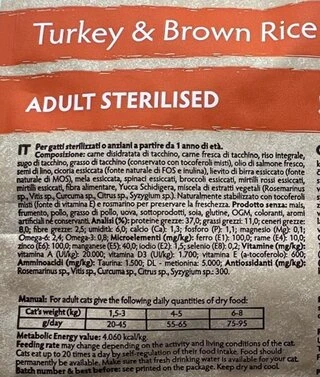 Turkey & Brown Rice
ADULT STERILISED
IT Per gatti sterilizzati o anziani a partire da 1 anno di età.
Composizione: carne disidratata di tacchino, carne fresca di tacchino, riso integrale,
sugo di tacchino, grasso di tacchino (conservato con tocoferoli misti), olio di salmone fresco,
semi di lino, cicoria essiccata (fonte naturale di FOS e inulina), lievito di birra essiccato (fonte
naturale di MOS), mela essiccata, spinaci essiccati, broccoli essiccati, mirtilli rossi essiccati,
mirtilli essiccati, fibra alimentare, Yucca Schidigera, miscela di estratti vegetali (Rosmarinus
sp., Vitis sp., Curcuma sp., Citrus sp., Syzygium sp.). Naturalmente stabilizzato con tocoferoli
misti (fonte di vitamina E) e rosmarino per preservare la freschezza. Prodotto senza: mais,
frumento, pollo, grasso di pollo, uova, sottoprodotti, soia, glutine, OGM, coloranti, aromi
artificiali né conservanti. Analisi (%): proteine greze: 37,0; grassi grezzi: 11,0; ceneri grezze:
8,0; fibre grezze: 2,5; umidità: 6,0; calcio (Ca): 1,3; fosforo (P): 1,1; magnesio (Mg): 0,1;
Omega-6: 2,4; Omega-3: 0,8; Microelementi (mg/kg): ferro (E1): 100,0; rame (E4): 10,0;
zinco (E6): 100,0; manganese (E5): 40,0; iodio (E2): 1,5; selenio (E8): 0,2; Vitamine (mg/kg):
vitamina A (UI/kg): 20.000; vitamina D3 (UI/kg): 1.700; vitamina E (a-tocoferolo): 600;
Amminoacidi (mg/kg): Taurina: 1.500; DL - metionina: 5.000; Antiossidanti (mg/kg):
Rosemarinus sp., Vitis sp., Curcuma sp., Citrus sp., Syzygium sp.: 300.
Manual: For adult cats give the following daily quantities of dry food:
Cat's weight (kg) 1,5-3 4-5 6-8
g/day 20-45 55-65 75-95
Metabolic Energy value: 4.060 kcal/kg.
Feeding rate may change depending on the activity and living conditions of the cat.
Cats eat up to 20 times a day by self-regulation of their food intake. Food should
permanently be available. Make sure that fresh drinking water is available for your cat.
Batch number & best before: see printed on the package. Keep dry and cool.